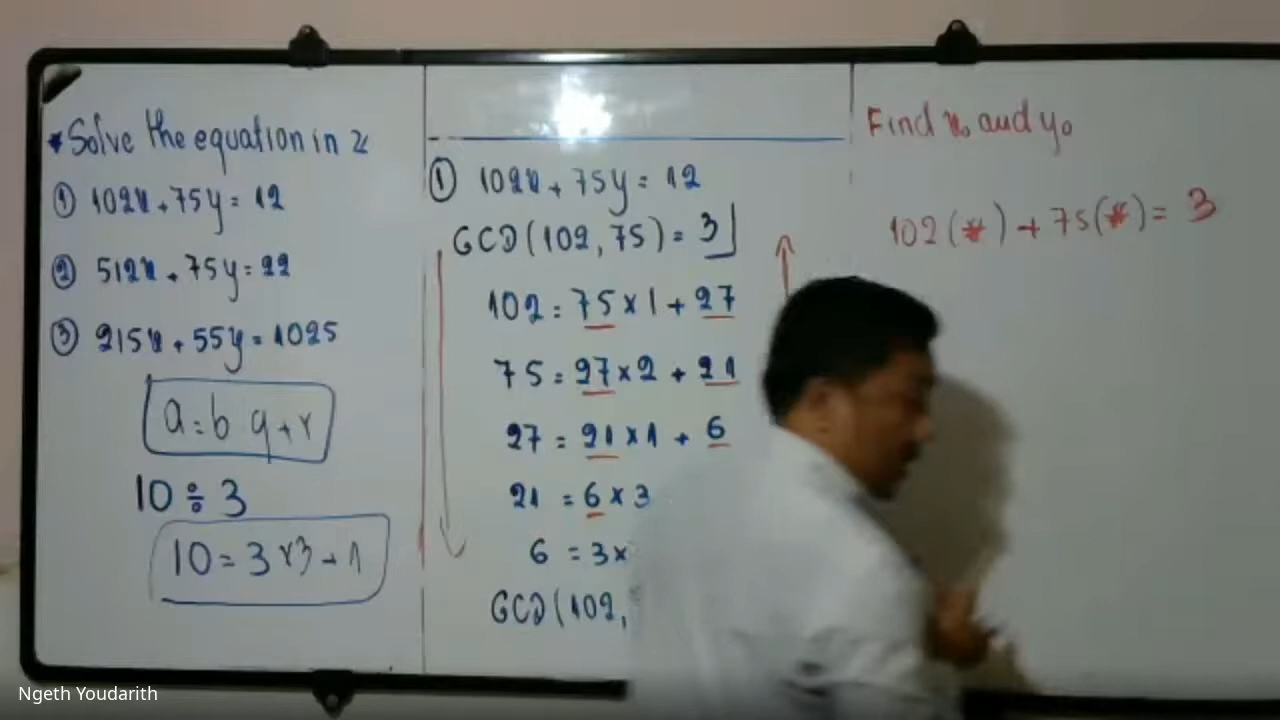 * Solve the equation in ℤ
① 102x + 75y = 12
② 512x + 75y = 22
③ 215x + 55y = 1025
a = b q + r
10 ÷ 3
10 = 3 × 3 + 1
① 102x + 75y = 12
GCD(102, 75) = 3
102 = 75 × 1 + 27
75 = 27 × 2 + 21
27 = 21 × 1 + 6
21 = 6 × 3
6 = 3 ×
GCD(102,
Find x₀ and y₀
102(*) + 75(*) = 3
Ngeth Youdarith